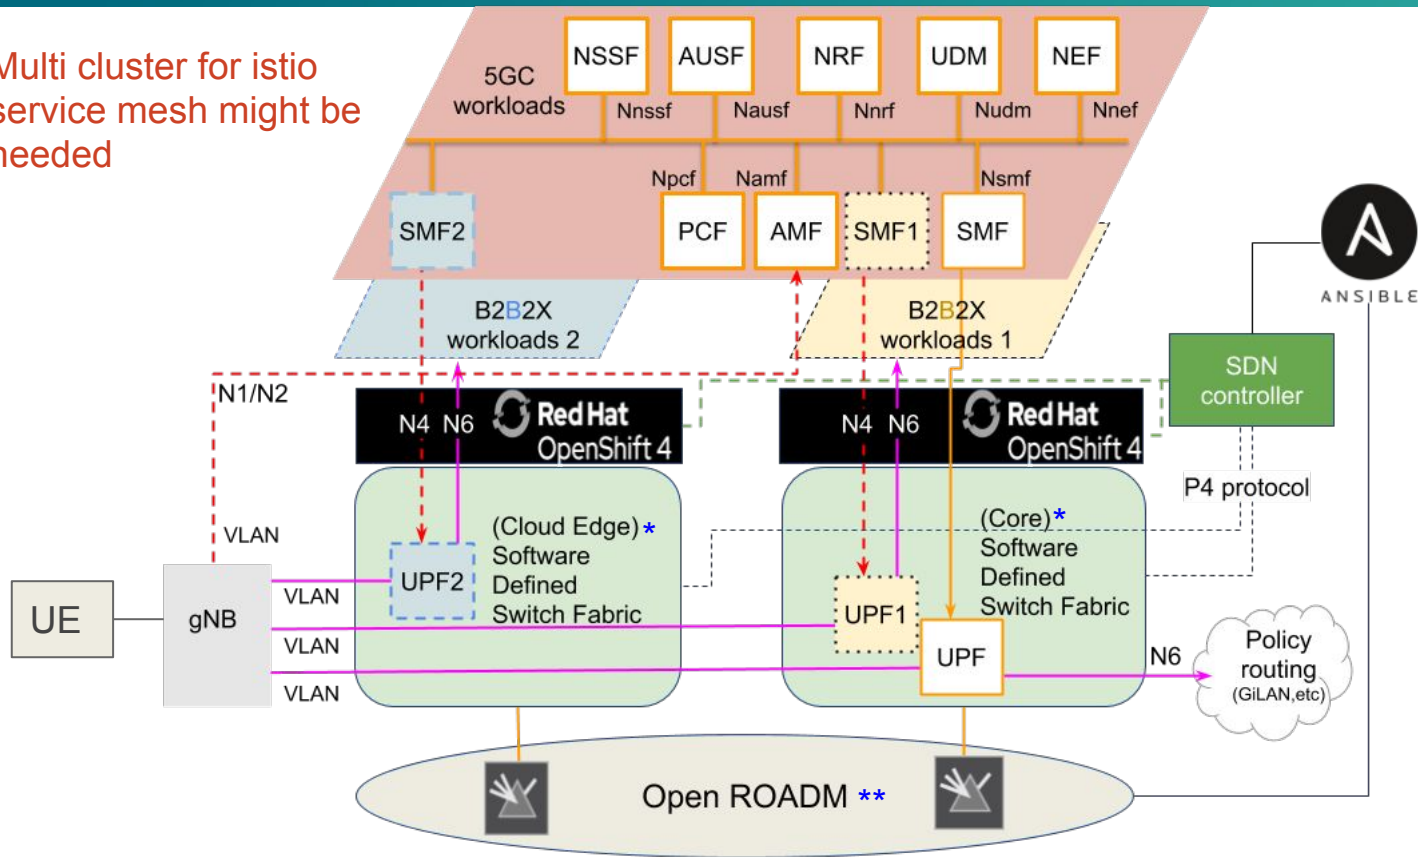 Multi cluster for istio
service mesh might be
needed
5GC
workloads
NSSF
AUSF
NRF
UDM
NEF
Nnssf
Nausf
Nnrf
Nudm
Nnef
Npcf
Namf
Nsmf
SMF2
PCF
AMF
SMF1
SMF
ANSIBLE
B2B2X
workloads 2
B2B2X
workloads 1
SDN
controller
N1/N2
N4 N6
Red Hat
OpenShift 4
N4 N6
Red Hat
OpenShift 4
P4 protocol
VLAN
(Cloud Edge) *
Software
Defined
Switch Fabric
(Core)*
Software
Defined
Switch Fabric
UE
gNB
VLAN
VLAN
VLAN
UPF2
UPF1
UPF
N6
Policy
routing
(GiLAN,etc)
Open ROADM **